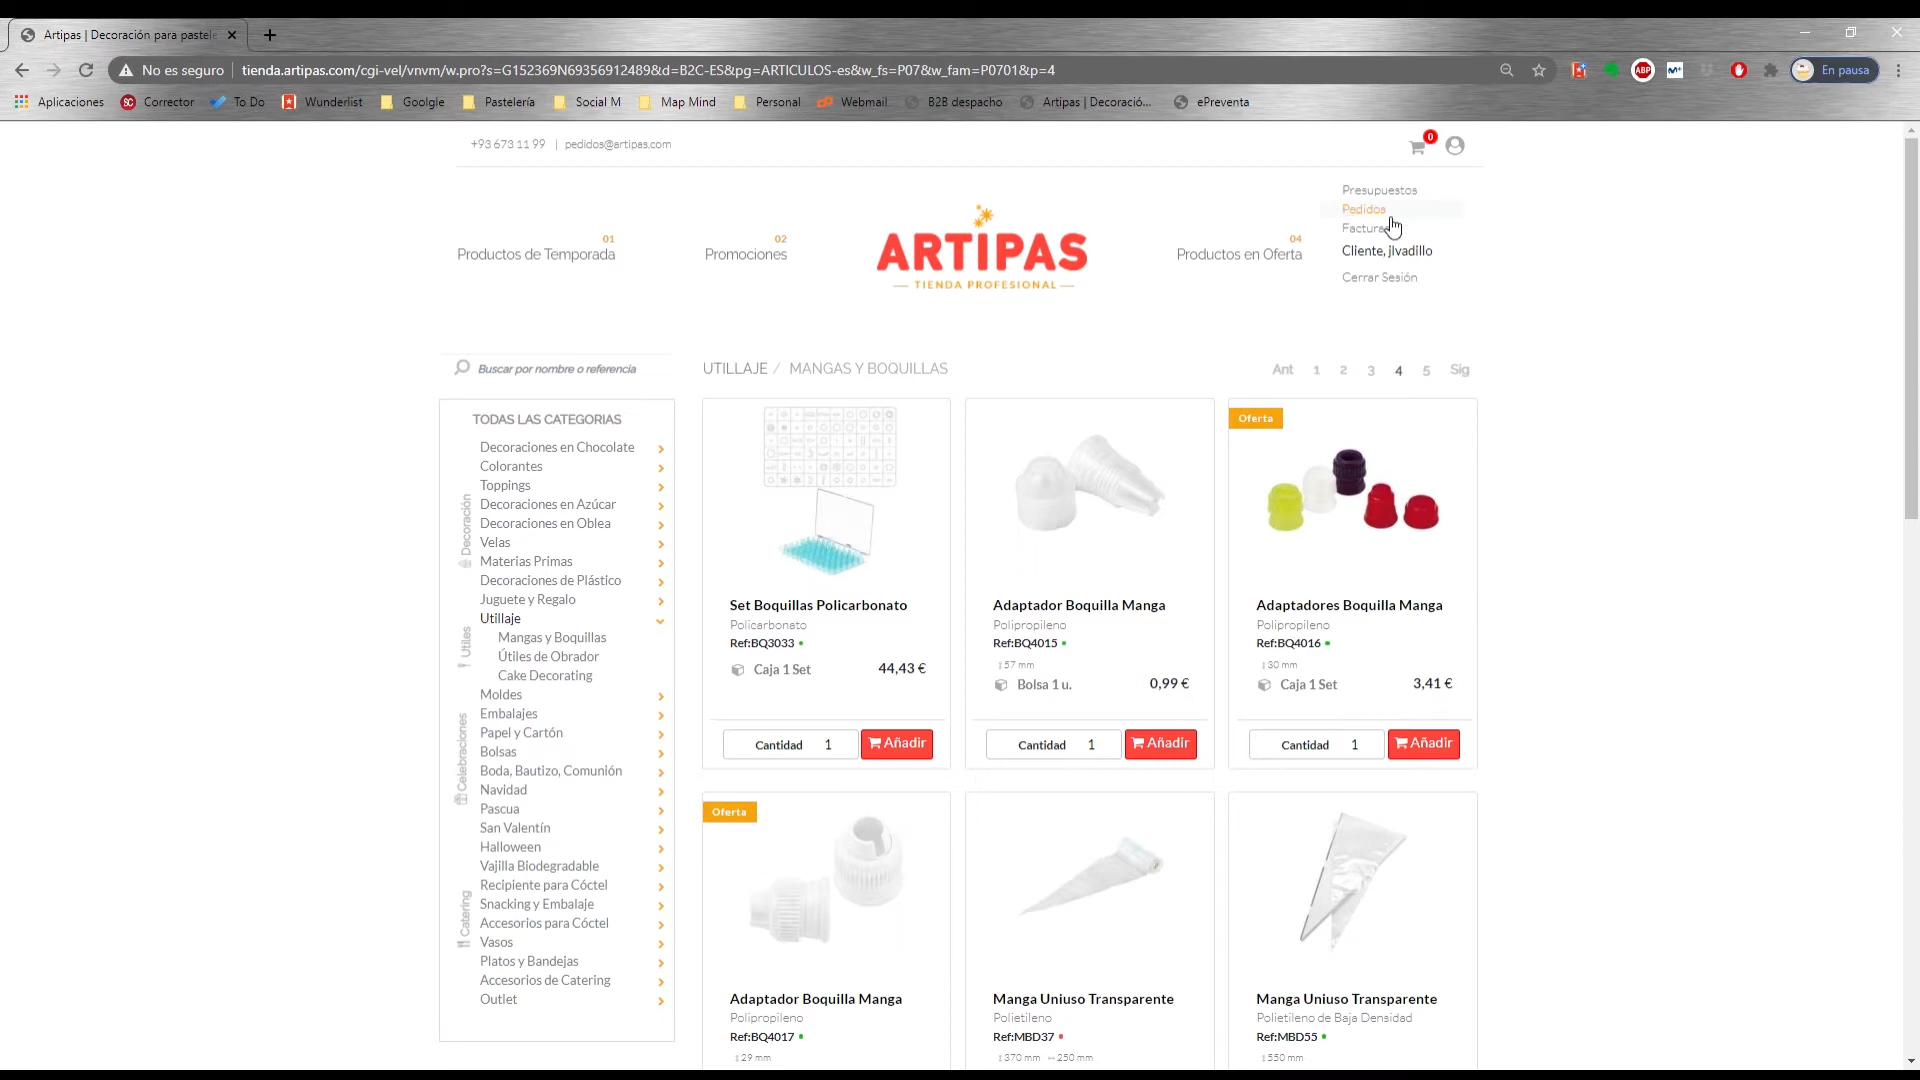 Artipas | Decoración para pastele
No es seguro
tienda.artipas.com/cgi-vel/vnvm/w.pro?s=G152369N69356912489&d=B2C-ES&pg=ARTICULOS-es&w_fs=P07&w_fam=P0701&p=4
ABP
En pausa
Aplicaciones
SC Corrector
To Do
Wunderlist
Goolgle
Pastelería
Social M
Map Mind
Personal
Webmail
B2B despacho
Artipas | Decoració...
ePreventa
+93 673 11 99 | pedidos@artipas.com
0
Presupuestos
Pedidos
Factura
Cliente, jlvadillo
Cerrar Sesión
01
Productos de Temporada
02
Promociones
ARTIPAS
TIENDA PROFESIONAL
04
Productos en Oferta
Buscar por nombre o referencia
UTILLAJE / MANGAS Y BOQUILLAS
Ant 1 2 3 4 5 Sig
TODAS LAS CATEGORIAS
Decoración
Decoraciones en Chocolate
Colorantes
Toppings
Decoraciones en Azúcar
Decoraciones en Oblea
Velas
Materias Primas
Decoraciones de Plástico
Juguete y Regalo
Utiles
Utillaje
Mangas y Boquillas
Útiles de Obrador
Cake Decorating
Moldes
Embalajes
Papel y Cartón
Bolsas
Celebraciones
Boda, Bautizo, Comunión
Navidad
Pascua
San Valentín
Halloween
Catering
Vajilla Biodegradable
Recipiente para Cóctel
Snacking y Embalaje
Accesorios para Cóctel
Vasos
Platos y Bandejas
Accesorios de Catering
Outlet
Set Boquillas Policarbonato
Policarbonato
Ref:BQ3033
Caja 1 Set 44,43 €
Cantidad 1 Añadir
Adaptador Boquilla Manga
Polipropileno
Ref:BQ4015
57 mm
Bolsa 1 u. 0,99 €
Cantidad 1 Añadir
Oferta
Adaptadores Boquilla Manga
Polipropileno
Ref:BQ4016
30 mm
Caja 1 Set 3,41 €
Cantidad 1 Añadir
Oferta
Adaptador Boquilla Manga
Polipropileno
Ref:BQ4017
29 mm
Manga Uniuso Transparente
Polietileno
Ref:MBD37
370 mm 250 mm
Manga Uniuso Transparente
Polietileno de Baja Densidad
Ref:MBD55
550 mm